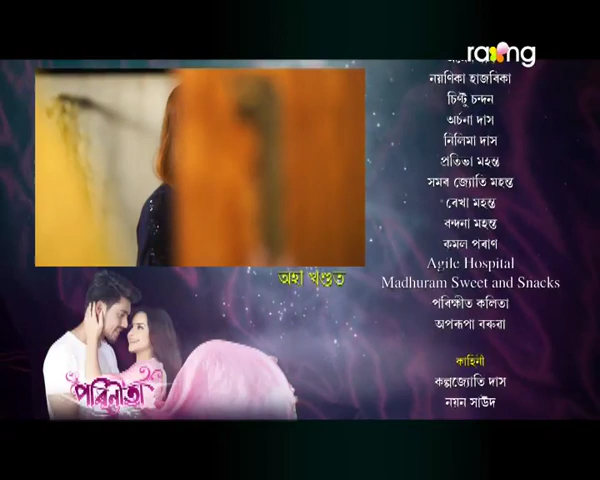 rang
নয়ণিকা হাজৰিকা
চিণ্টু চন্দন
অৰ্চনা দাস
নিলিমা দাস
প্ৰতিভা মহন্ত
সমৰ জ্যোতি মহন্ত
ৰেখা মহন্ত
বন্দনা মহন্ত
কমল পৰাণ
Agile Hospital
Madhuram Sweet and Snacks
পৰিক্ষীত কলিতা
অপৰূপা বৰুৱা
কাহিনী
কল্পজ্যোতি দাস
নয়ন সাউদ
অহা খণ্ডত
পৰিনীতা